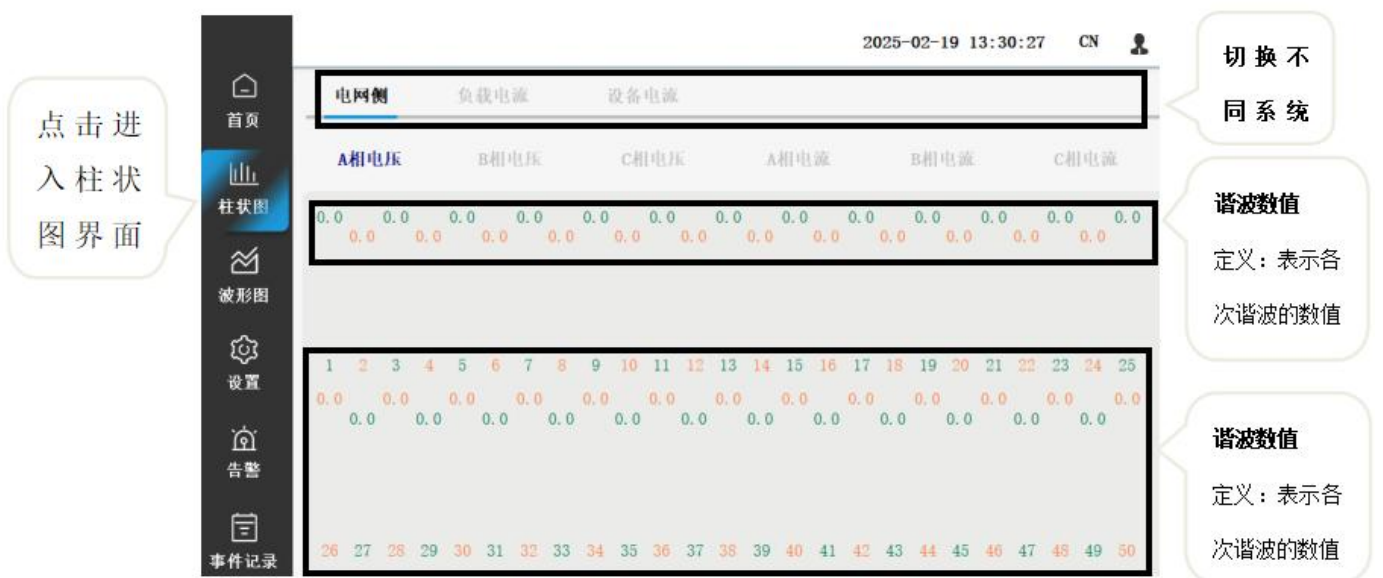 2025-02-19 13:30:27 CN
切换不
同系统
首页
电网侧 负载电流 设备电流
点击进
入柱状
图界面
A相电压 B相电压 C相电压 A相电流 B相电流 C相电流
柱状图
谐波数值
定义：表示各
次谐波的数值
0.0 0.0 0.0 0.0 0.0 0.0 0.0 0.0 0.0 0.0 0.0 0.0 0.0
0.0 0.0 0.0 0.0 0.0 0.0 0.0 0.0 0.0 0.0 0.0 0.0
波形图
设置
1 2 3 4 5 6 7 8 9 10 11 12 13 14 15 16 17 18 19 20 21 22 23 24 25
0.0 0.0 0.0 0.0 0.0 0.0 0.0 0.0 0.0 0.0 0.0 0.0 0.0
0.0 0.0 0.0 0.0 0.0 0.0 0.0 0.0 0.0 0.0 0.0 0.0
告警
谐波数值
定义：表示各
次谐波的数值
事件记录
26 27 28 29 30 31 32 33 34 35 36 37 38 39 40 41 42 43 44 45 46 47 48 49 50